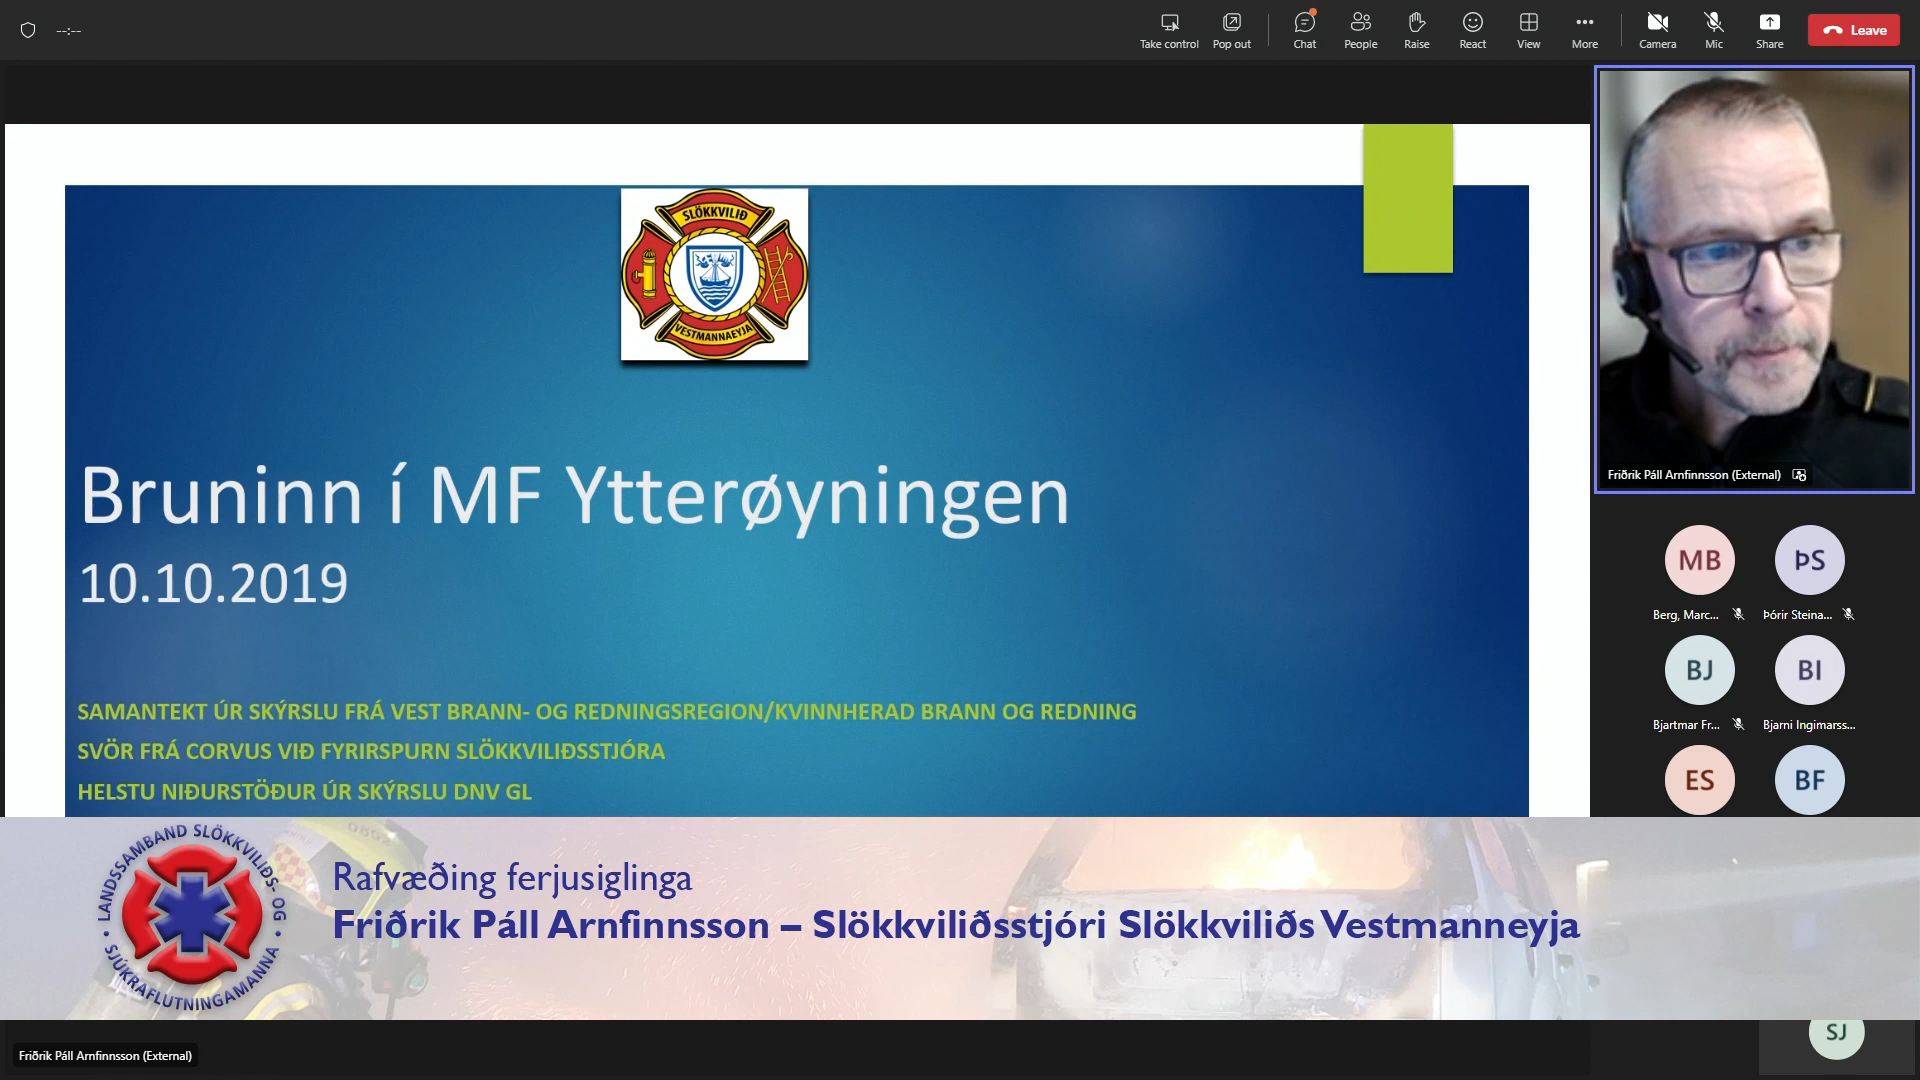 --:--
Take control
Pop out
Chat
People
Raise
React
View
More
Camera
Mic
Share
Leave
SLÖKKVILIÐ
VESTMANNAEYJA
Bruninn í MF Ytterøyningen
10.10.2019
SAMANTEKT ÚR SKÝRSLU FRÁ VEST BRANN- OG REDNINGSREGION/KVINNHERAD BRANN OG REDNING
SVÖR FRÁ CORVUS VIÐ FYRIRSPURN SLÖKKVILIÐSSTJÓRA
HELSTU NIÐURSTÖÐUR ÚR SKÝRSLU DNV GL
Friðrik Páll Arnfinnsson (External)
MB
ÞS
Berg, Marc...
Þórir Steina...
BJ
BI
Bjartmar Fr...
Bjarni Ingimarss...
ES
BF
LANDSSAMBAND SLÖKKVILIÐS- OG
SJÚKRAFLUTNINGAMANNA
Rafvæðing ferjusiglinga
Friðrik Páll Arnfinnsson – Slökkviliðsstjóri Slökkviliðs Vestmanneyja
SJ
Friðrik Páll Arnfinnsson (External)